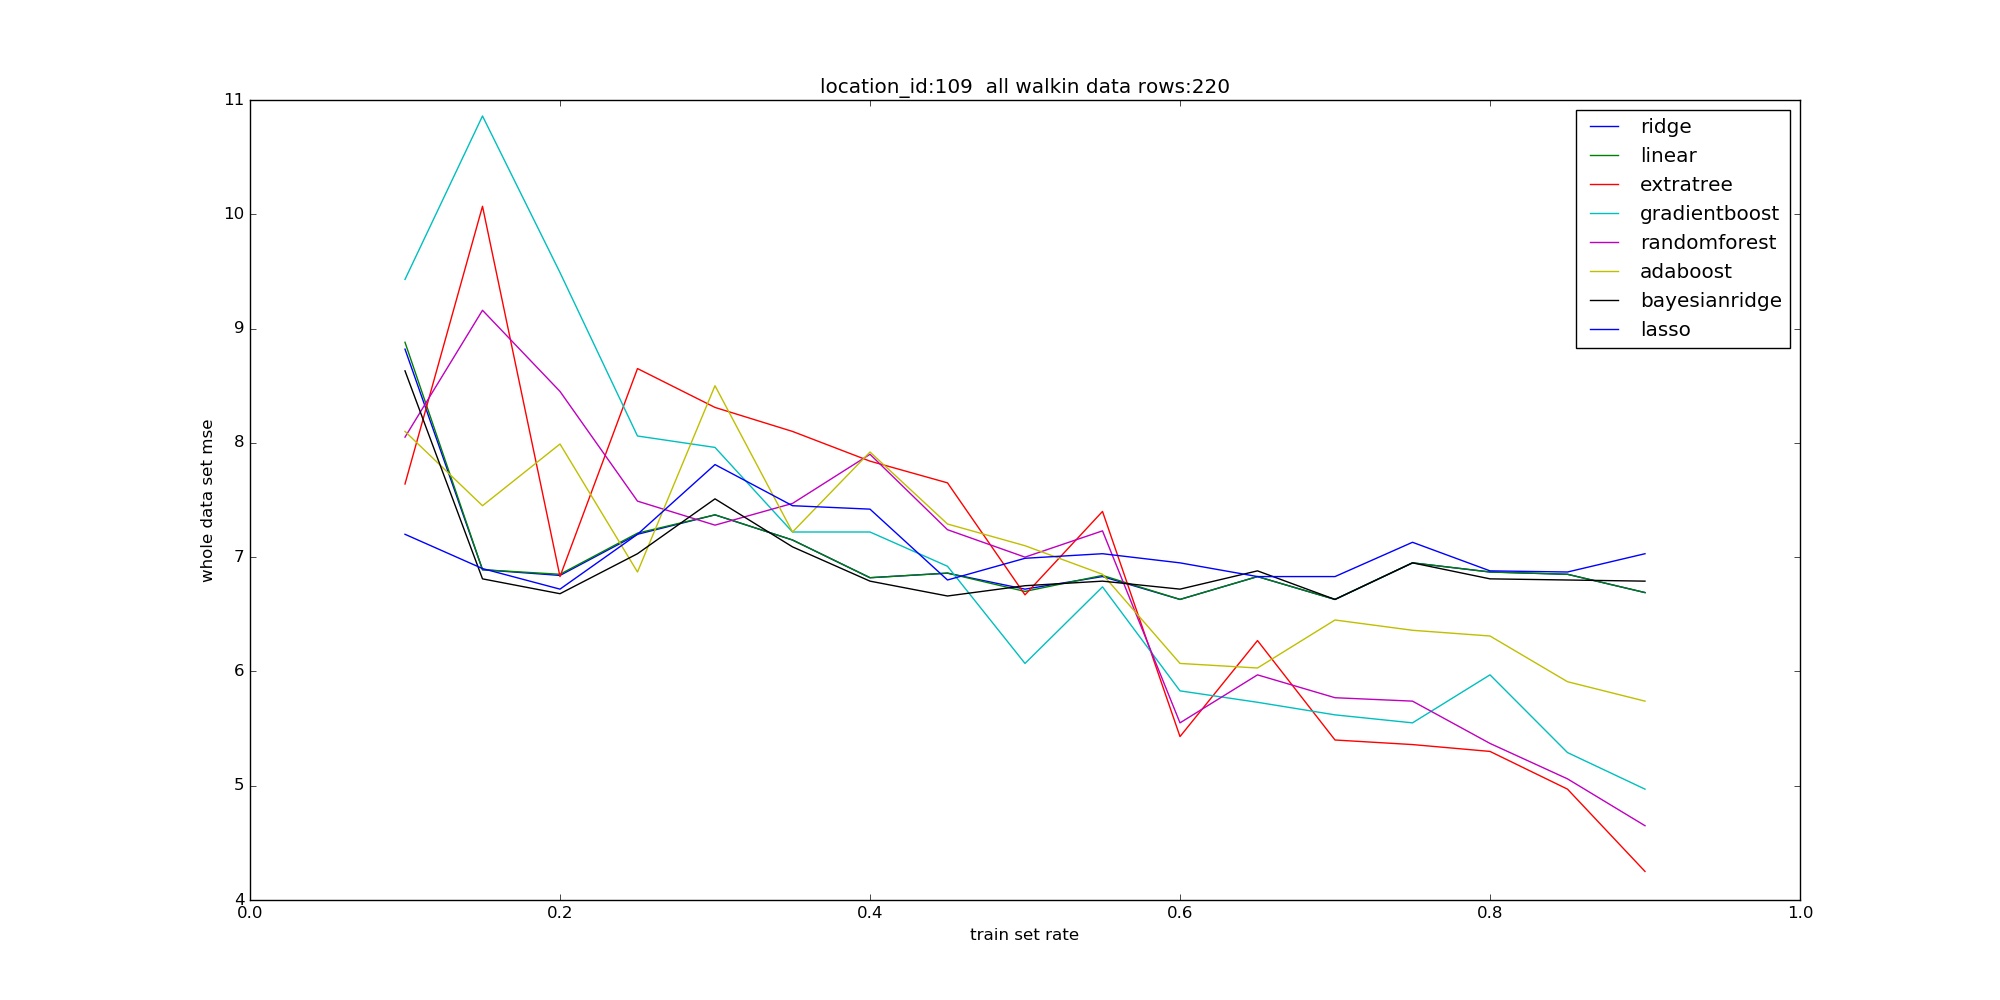 location_id:109  all walkin data rows:220
11
10
9
8
7
6
5
4
whole data set mse
ridge
linear
extratree
gradientboost
randomforest
adaboost
bayesianridge
lasso
0.0 0.2 0.4 0.6 0.8 1.0
train set rate